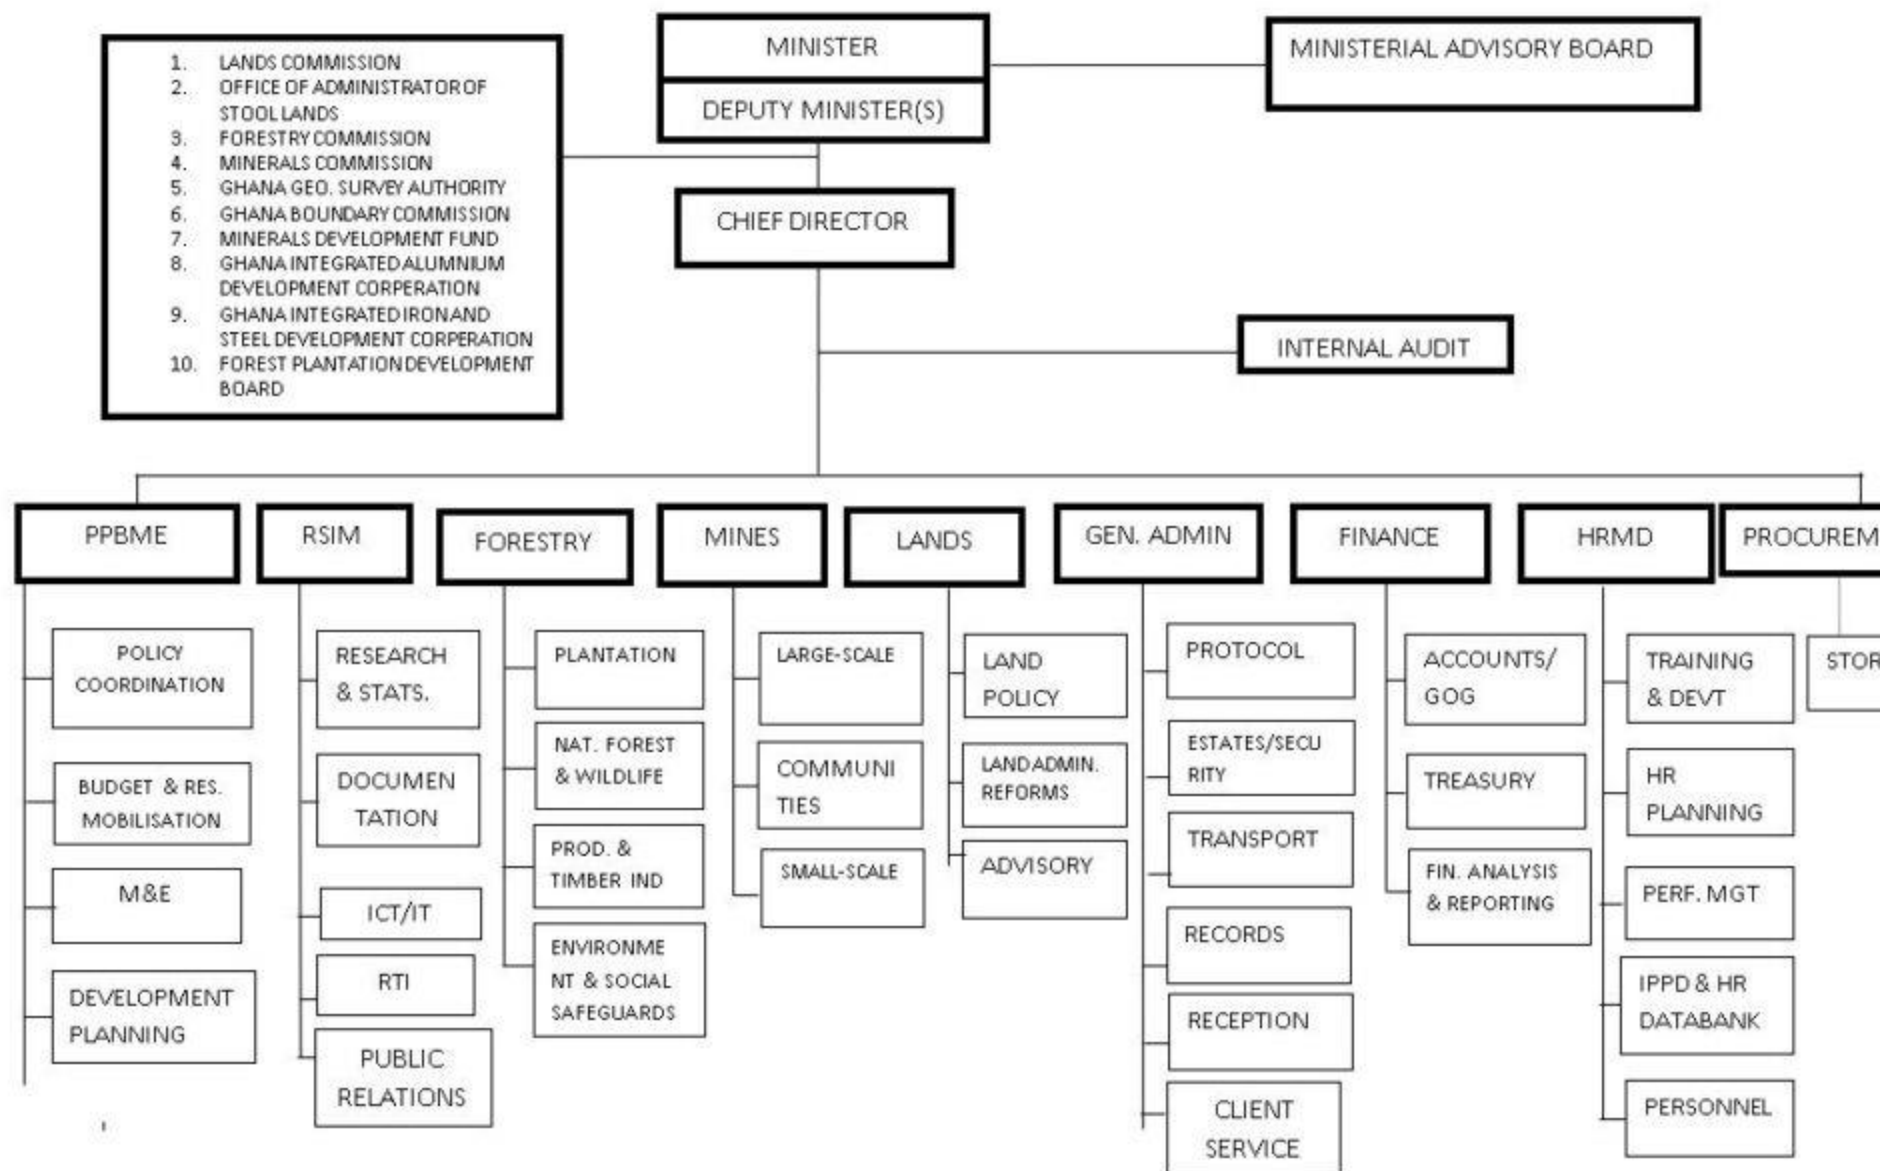 MINISTER
DEPUTY MINISTER(S)
MINISTERIAL ADVISORY BOARD
1. LANDS COMMISSION
2. OFFICE OF ADMINISTRATOR OF
STOOL LANDS
3. FORESTRY COMMISSION
4. MINERALS COMMISSION
5. GHANA GEO. SURVEY AUTHORITY
6. GHANA BOUNDARY COMMISSION
7. MINERALS DEVELOPMENT FUND
8. GHANA INTEGRATED ALUMNIUM
DEVELOPMENT CORPERATION
9. GHANA INTEGRATED IRON AND
STEEL DEVELOPMENT CORPERATION
10. FOREST PLANTATION DEVELOPMENT
BOARD
CHIEF DIRECTOR
INTERNAL AUDIT
PPBME
RSIM
FORESTRY
MINES
LANDS
GEN. ADMIN
FINANCE
HRMD
PROCUREM
POLICY
COORDINATION
BUDGET & RES.
MOBILISATION
M&E
DEVELOPMENT
PLANNING
RESEARCH
& STATS.
DOCUMEN
TATION
ICT/IT
RTI
PUBLIC
RELATIONS
PLANTATION
NAT. FOREST
& WILDLIFE
PROD. &
TIMBER IND
ENVIRONME
NT & SOCIAL
SAFEGUARDS
LARGE-SCALE
COMMUNI
TIES
SMALL-SCALE
LAND
POLICY
LAND ADMIN.
REFORMS
ADVISORY
PROTOCOL
ESTATES/SECU
RITY
TRANSPORT
RECORDS
RECEPTION
CLIENT
SERVICE
ACCOUNTS/
GOG
TREASURY
FIN. ANALYSIS
& REPORTING
TRAINING
& DEVT
HR
PLANNING
PERF. MGT
IPPD & HR
DATABANK
PERSONNEL
STOR